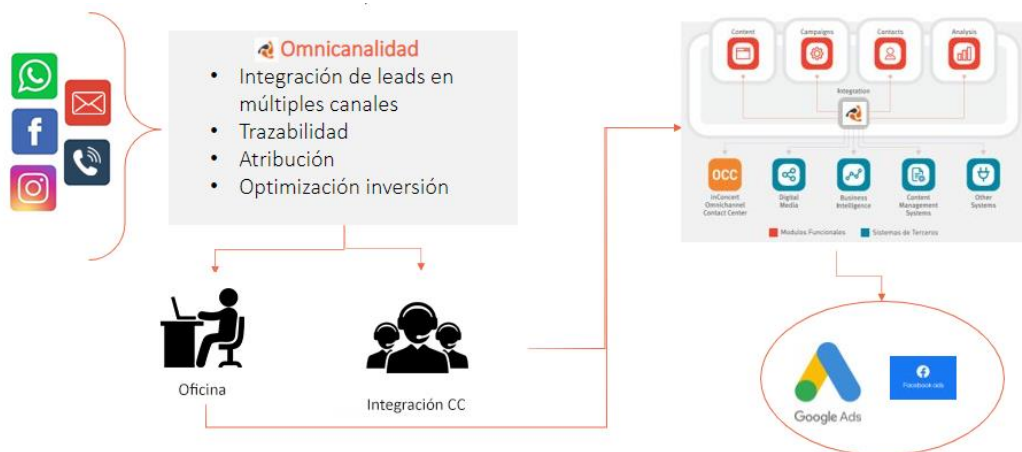 Omnicanalidad
• Integración de leads en
múltiples canales
• Trazabilidad
• Atribución
• Optimización inversión
Oficina
Integración CC
Content
Campaigns
Contacts
Analysis
Integration
OCC
inConcert
Omnichannel
Contact Center
Digital
Media
Business
Intelligence
Content
Management
Systems
Other
Systems
Modulos Funcionales
Sistemas de Terceros
Google Ads
Facebook ads